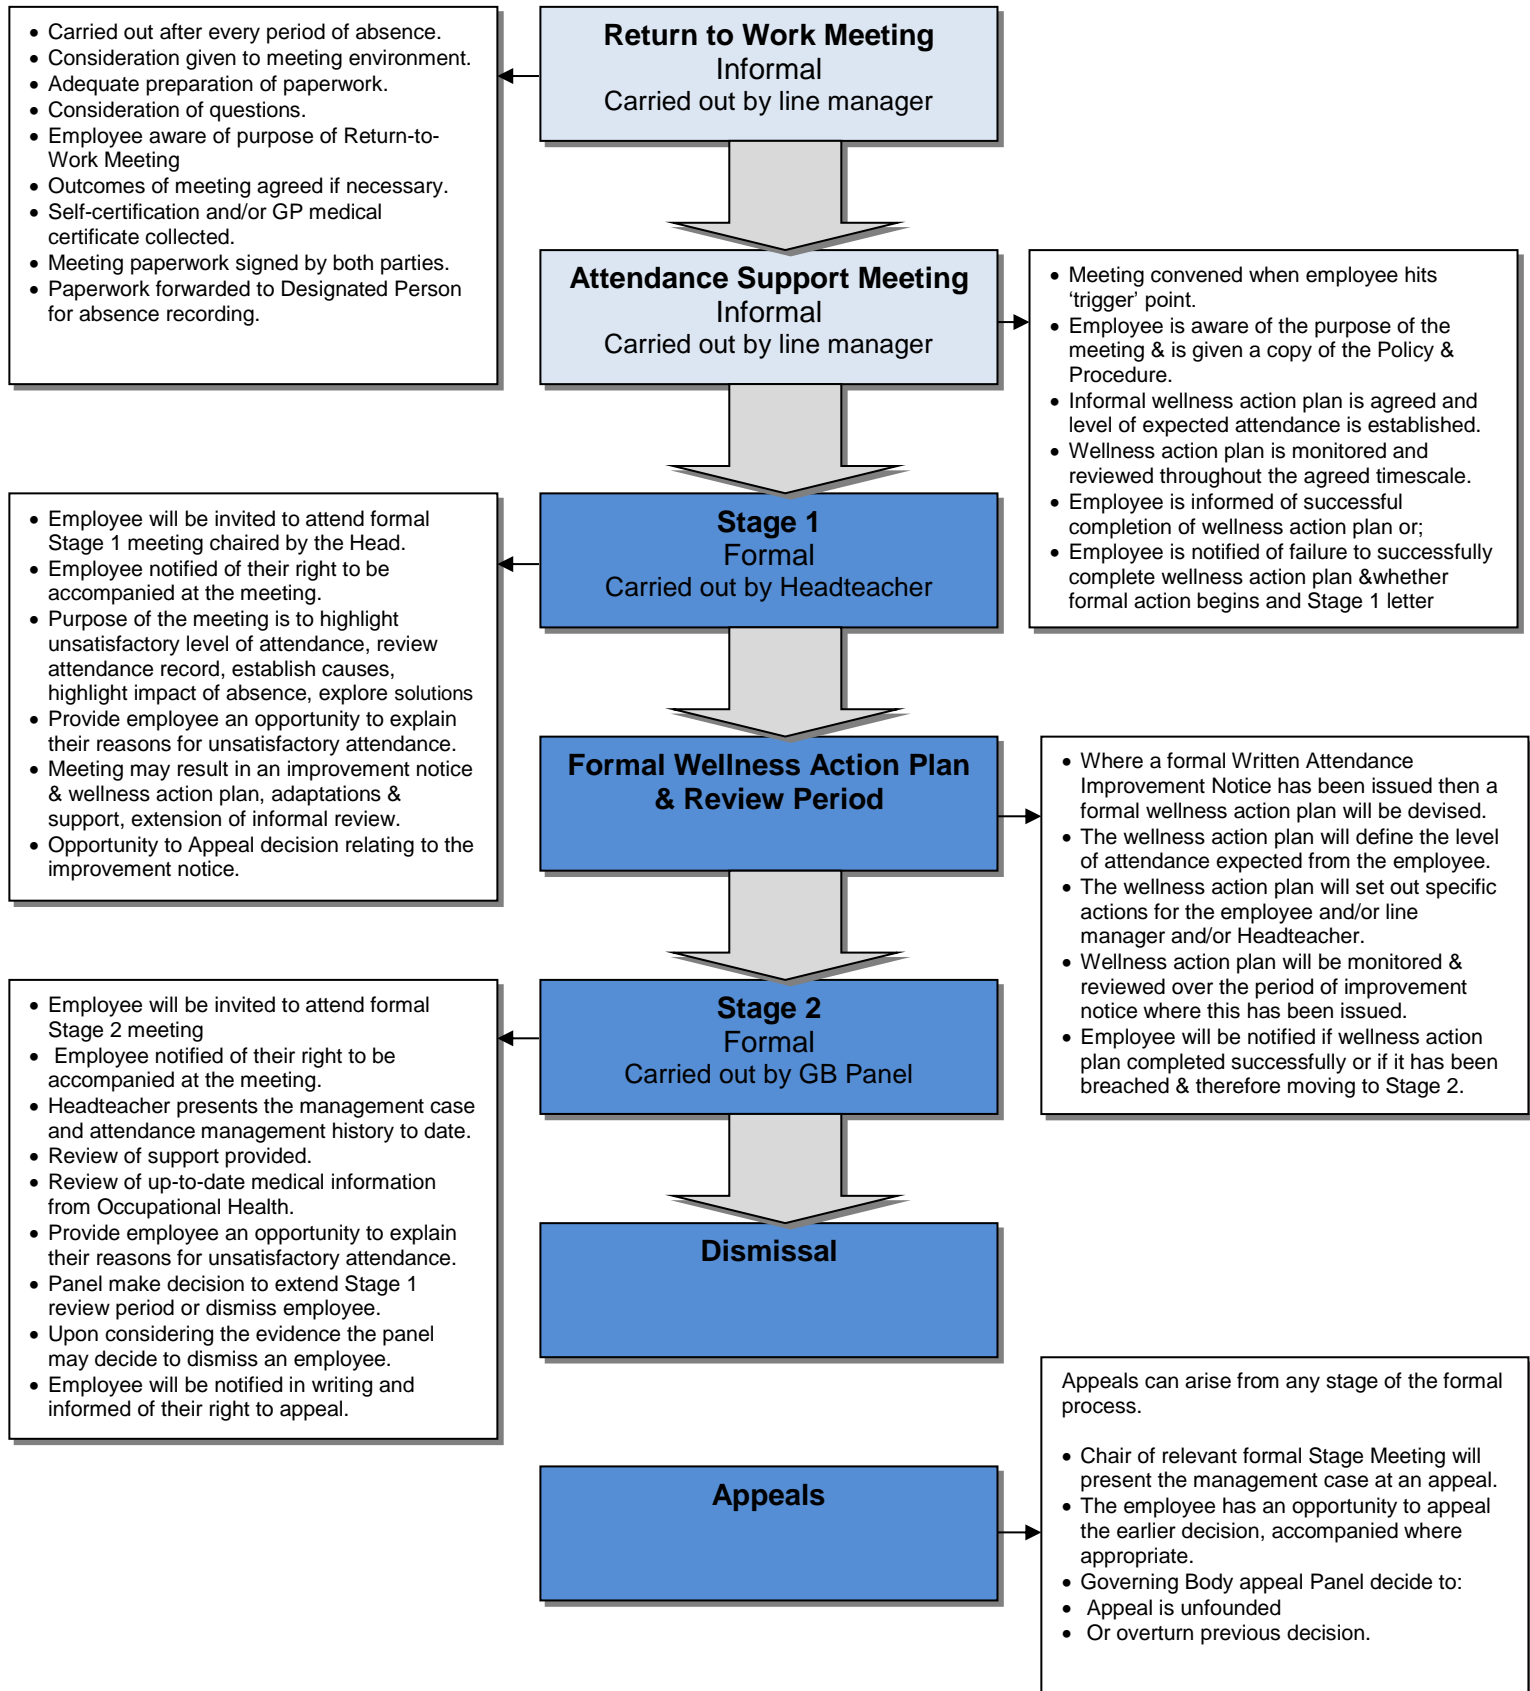 Return to Work Meeting
Informal
Carried out by line manager
• Carried out after every period of absence.
• Consideration given to meeting environment.
• Adequate preparation of paperwork.
• Consideration of questions.
• Employee aware of purpose of Return-to-
Work Meeting
• Outcomes of meeting agreed if necessary.
• Self-certification and/or GP medical
certificate collected.
• Meeting paperwork signed by both parties.
• Paperwork forwarded to Designated Person
for absence recording.
Attendance Support Meeting
Informal
Carried out by line manager
• Meeting convened when employee hits
‘trigger’ point.
• Employee is aware of the purpose of the
meeting & is given a copy of the Policy &
Procedure.
• Informal wellness action plan is agreed and
level of expected attendance is established.
• Wellness action plan is monitored and
reviewed throughout the agreed timescale.
• Employee is informed of successful
completion of wellness action plan or;
• Employee is notified of failure to successfully
complete wellness action plan &whether
formal action begins and Stage 1 letter
Stage 1
Formal
Carried out by Headteacher
• Employee will be invited to attend formal
Stage 1 meeting chaired by the Head.
• Employee notified of their right to be
accompanied at the meeting.
• Purpose of the meeting is to highlight
unsatisfactory level of attendance, review
attendance record, establish causes,
highlight impact of absence, explore solutions
• Provide employee an opportunity to explain
their reasons for unsatisfactory attendance.
• Meeting may result in an improvement notice
& wellness action plan, adaptations &
support, extension of informal review.
• Opportunity to Appeal decision relating to the
improvement notice.
Formal Wellness Action Plan
& Review Period
• Where a formal Written Attendance
Improvement Notice has been issued then a
formal wellness action plan will be devised.
• The wellness action plan will define the level
of attendance expected from the employee.
• The wellness action plan will set out specific
actions for the employee and/or line
manager and/or Headteacher.
• Wellness action plan will be monitored &
reviewed over the period of improvement
notice where this has been issued.
• Employee will be notified if wellness action
plan completed successfully or if it has been
breached & therefore moving to Stage 2.
Stage 2
Formal
Carried out by GB Panel
• Employee will be invited to attend formal
Stage 2 meeting
• Employee notified of their right to be
accompanied at the meeting.
• Headteacher presents the management case
and attendance management history to date.
• Review of support provided.
• Review of up-to-date medical information
from Occupational Health.
• Provide employee an opportunity to explain
their reasons for unsatisfactory attendance.
• Panel make decision to extend Stage 1
review period or dismiss employee.
• Upon considering the evidence the panel
may decide to dismiss an employee.
• Employee will be notified in writing and
informed of their right to appeal.
Dismissal
Appeals
Appeals can arise from any stage of the formal
process.
• Chair of relevant formal Stage Meeting will
present the management case at an appeal.
• The employee has an opportunity to appeal
the earlier decision, accompanied where
appropriate.
• Governing Body appeal Panel decide to:
• Appeal is unfounded
• Or overturn previous decision.